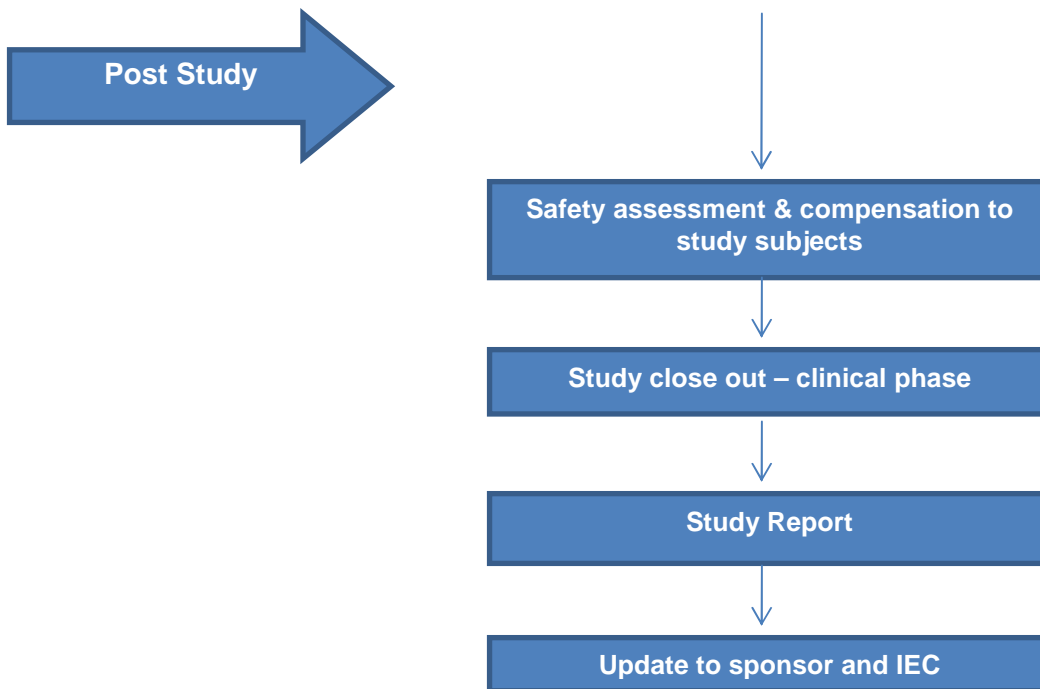 Post Study
Safety assessment & compensation to
study subjects
Study close out – clinical phase
Study Report
Update to sponsor and IEC